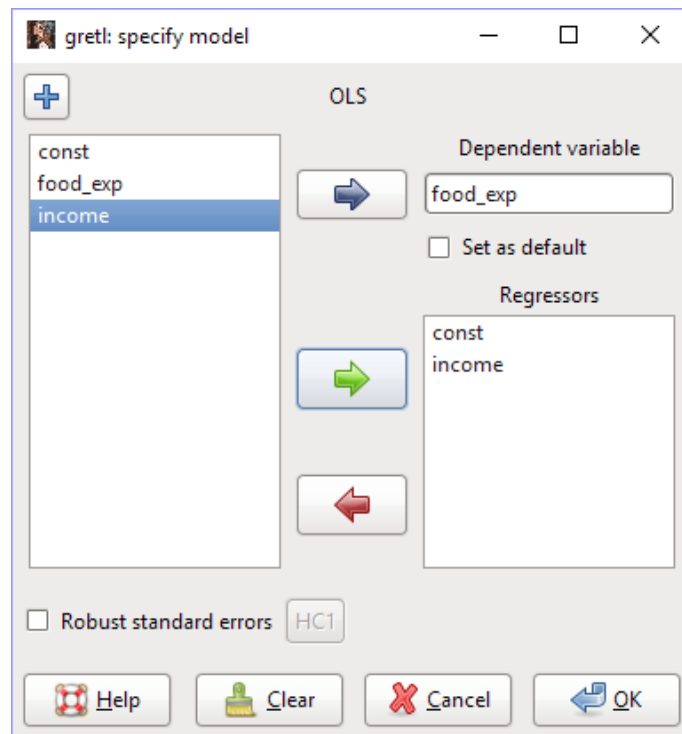 gretl: specify model
OLS
const
food_exp
income
Dependent variable
food_exp
Set as default
Regressors
const
income
Robust standard errors
HC1
Help
Clear
Cancel
OK